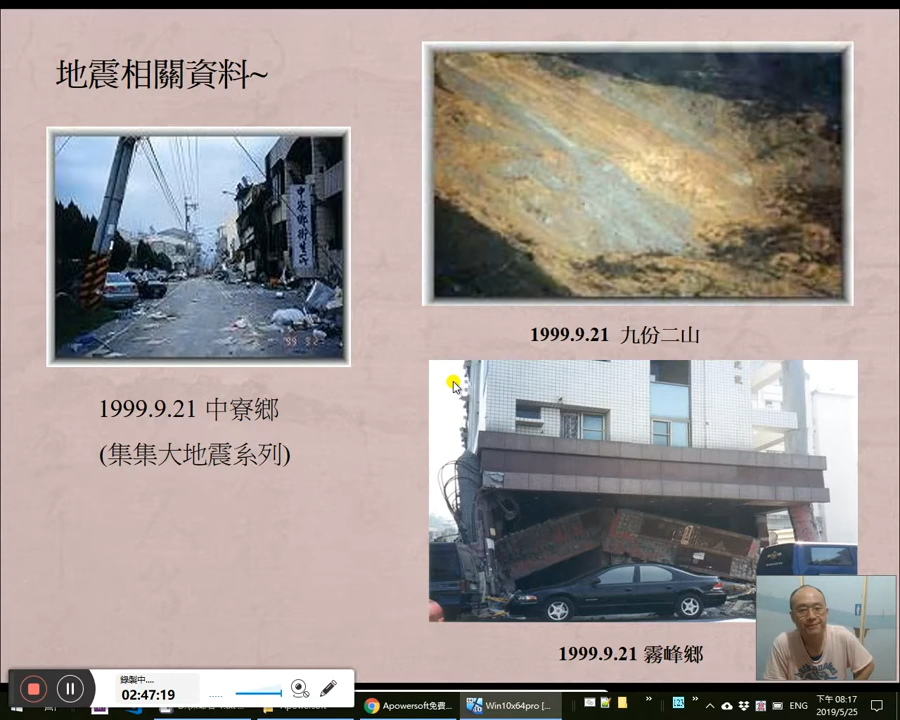 地震相關資料~
中寮鄉衛生所
1999.9.21 中寮鄉
(集集大地震系列)
1999.9.21 九份二山
1999.9.21 霧峰鄉
錄製中....
02:47:19
Apowersoft免費...
Win10x64pro [...
ENG
下午 08:17
2019/5/25